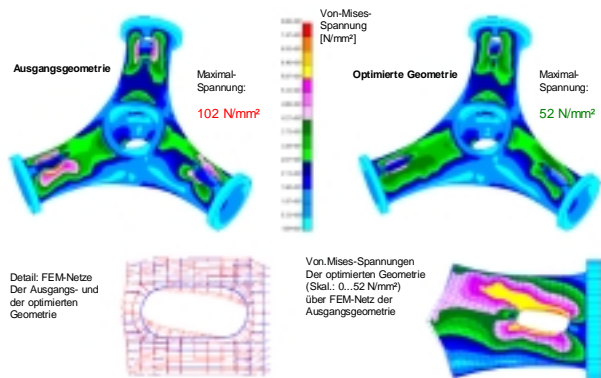 Von-Mises-
Spannung
[N/mm²]
Ausgangsgeometrie
Maximal-
Spannung:
102 N/mm²
Optimierte Geometrie
Maximal-
Spannung:
52 N/mm²
Detail: FEM-Netze
Der Ausgangs- und
der optimierten
Geometrie
Von.Mises-Spannungen
Der optimierten Geometrie
(Skal.: 0...52 N/mm²)
über FEM-Netz der
Ausgangsgeometrie